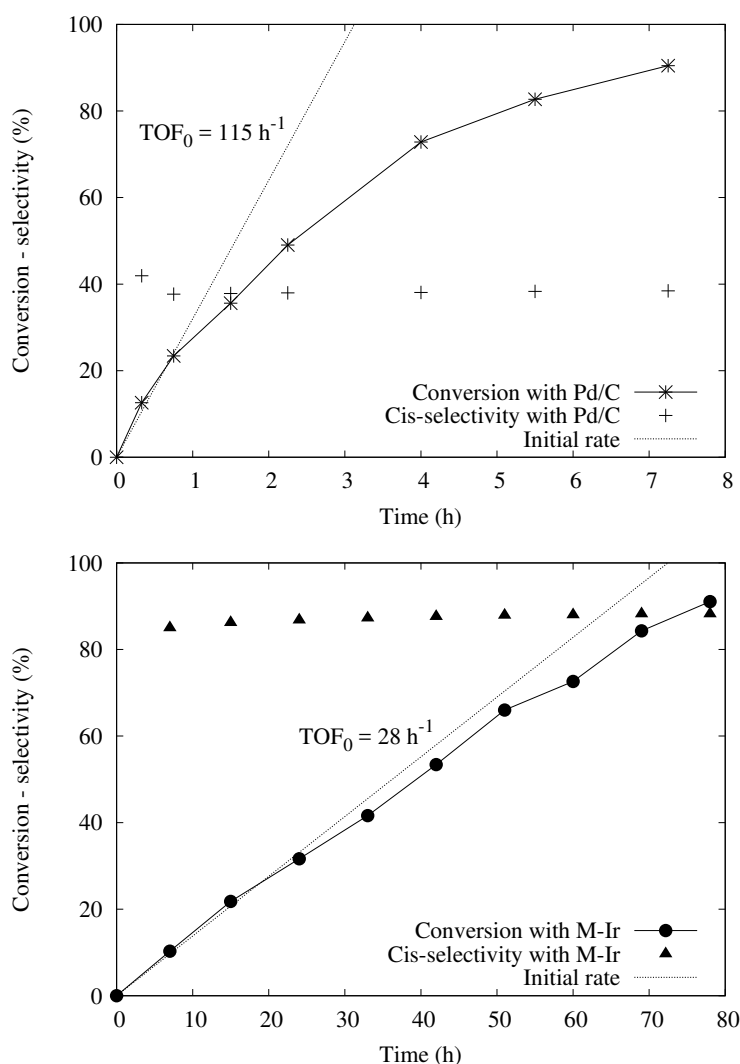 100
80
60
40
20
0
Conversion - selectivity (%)
TOF0 = 115 h-1
Conversion with Pd/C
Cis-selectivity with Pd/C
Initial rate
0 1 2 3 4 5 6 7 8
Time (h)
100
80
60
40
20
0
Conversion - selectivity (%)
TOF0 = 28 h-1
Conversion with M-Ir
Cis-selectivity with M-Ir
Initial rate
0 10 20 30 40 50 60 70 80
Time (h)